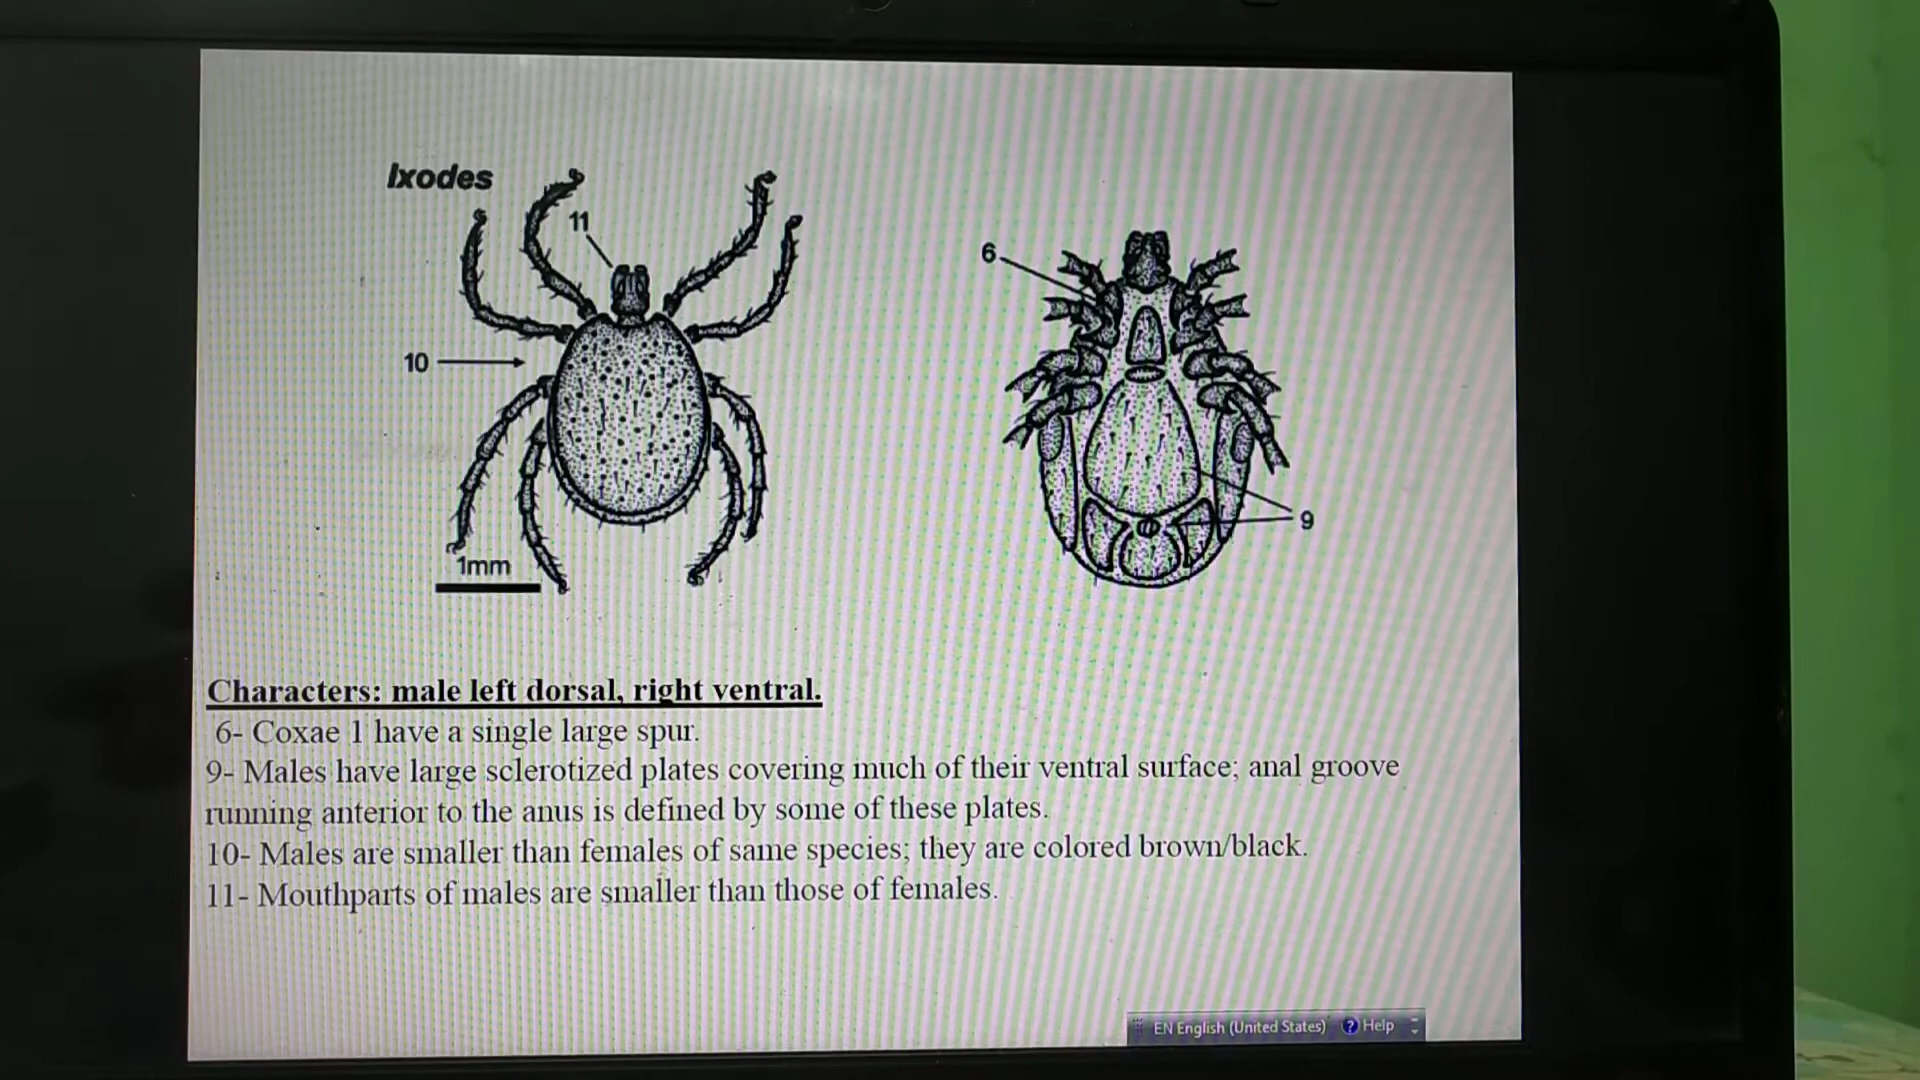 Ixodes
11
10
1mm
6
9
Characters: male left dorsal, right ventral.
6- Coxae 1 have a single large spur.
9- Males have large sclerotized plates covering much of their ventral surface; anal groove
running anterior to the anus is defined by some of these plates.
10- Males are smaller than females of same species; they are colored brown/black.
11- Mouthparts of males are smaller than those of females.
EN English (United States) ? Help